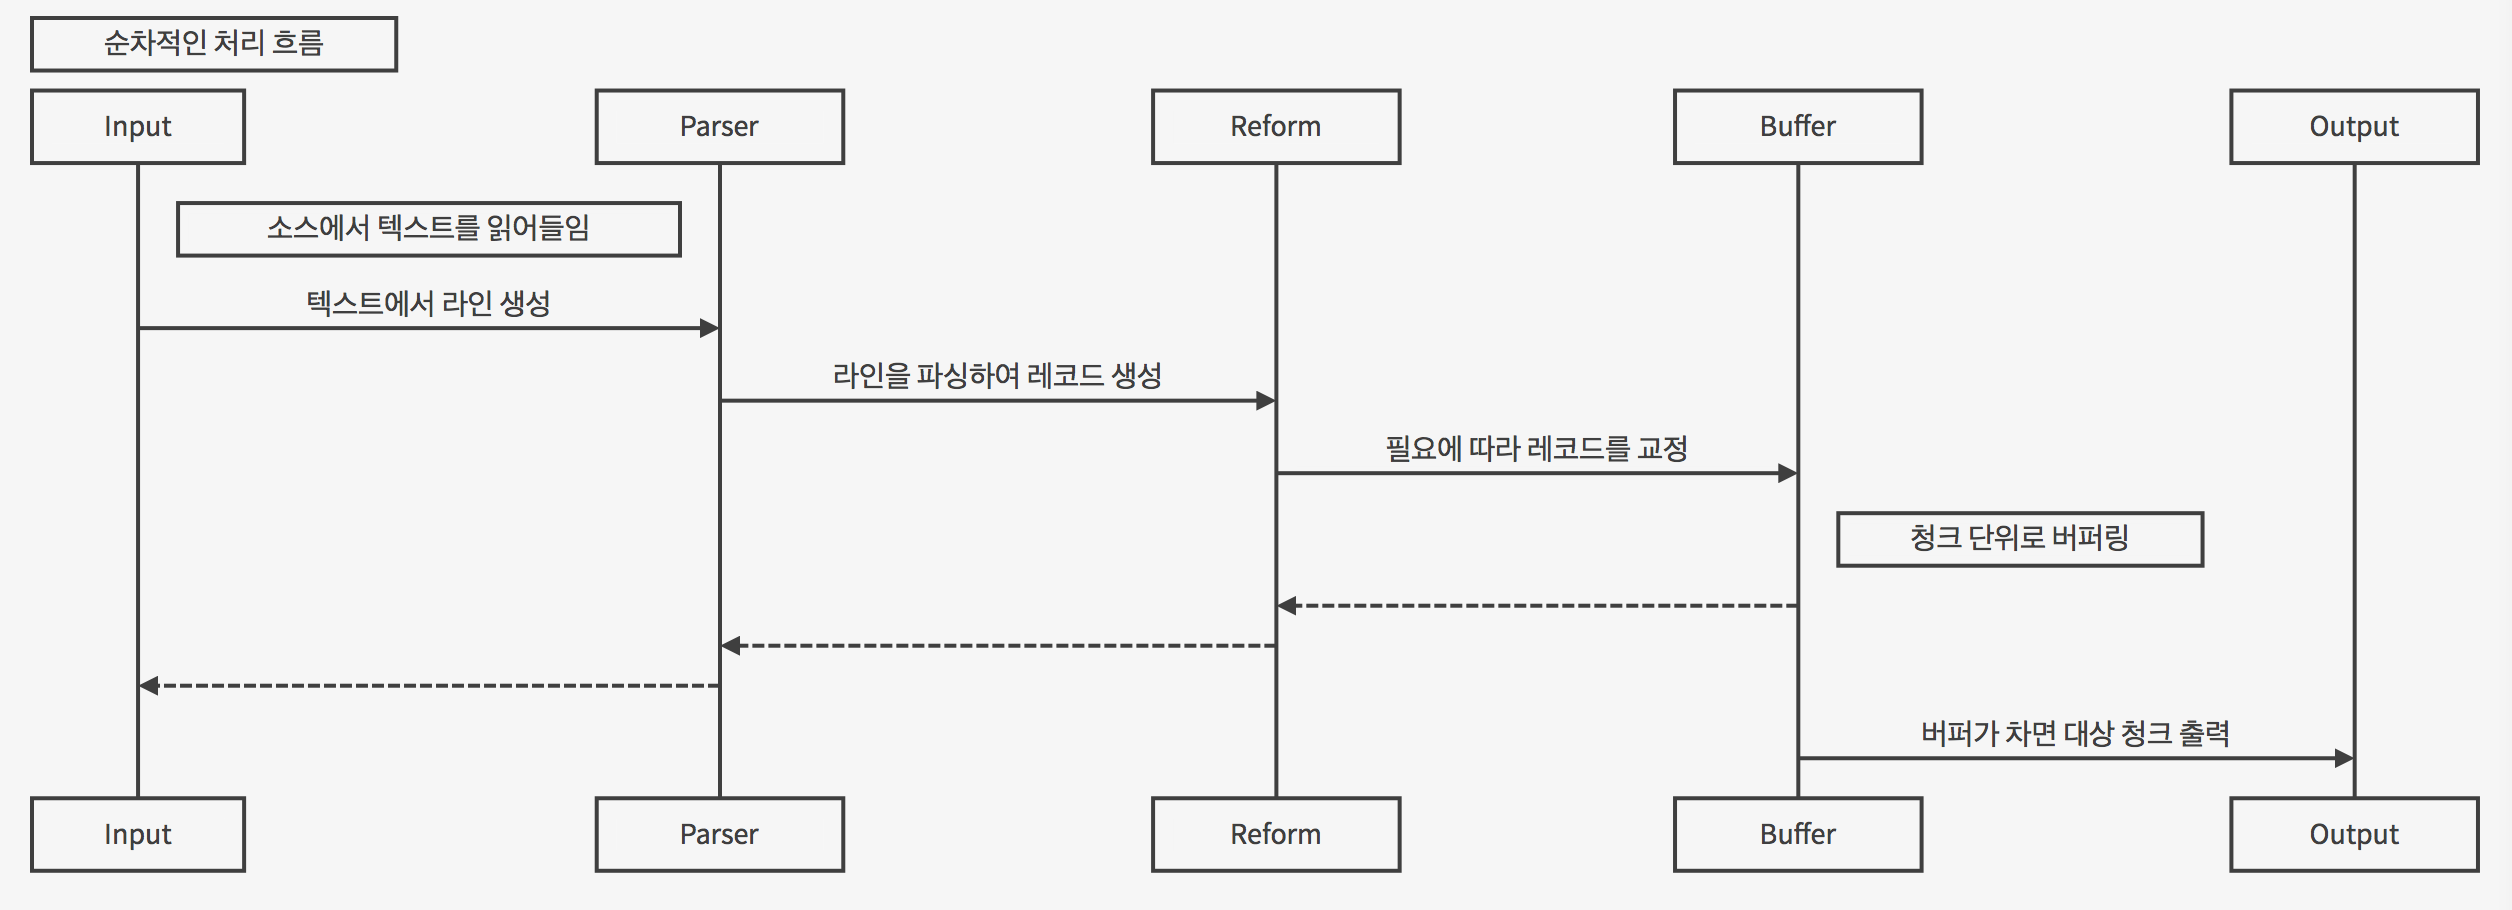 순차적인 처리 흐름
Input
Parser
Reform
Buffer
Output
소스에서 텍스트를 읽어들임
텍스트에서 라인 생성
라인을 파싱하여 레코드 생성
필요에 따라 레코드를 교정
청크 단위로 버퍼링
버퍼가 차면 대상 청크 출력
Input
Parser
Reform
Buffer
Output